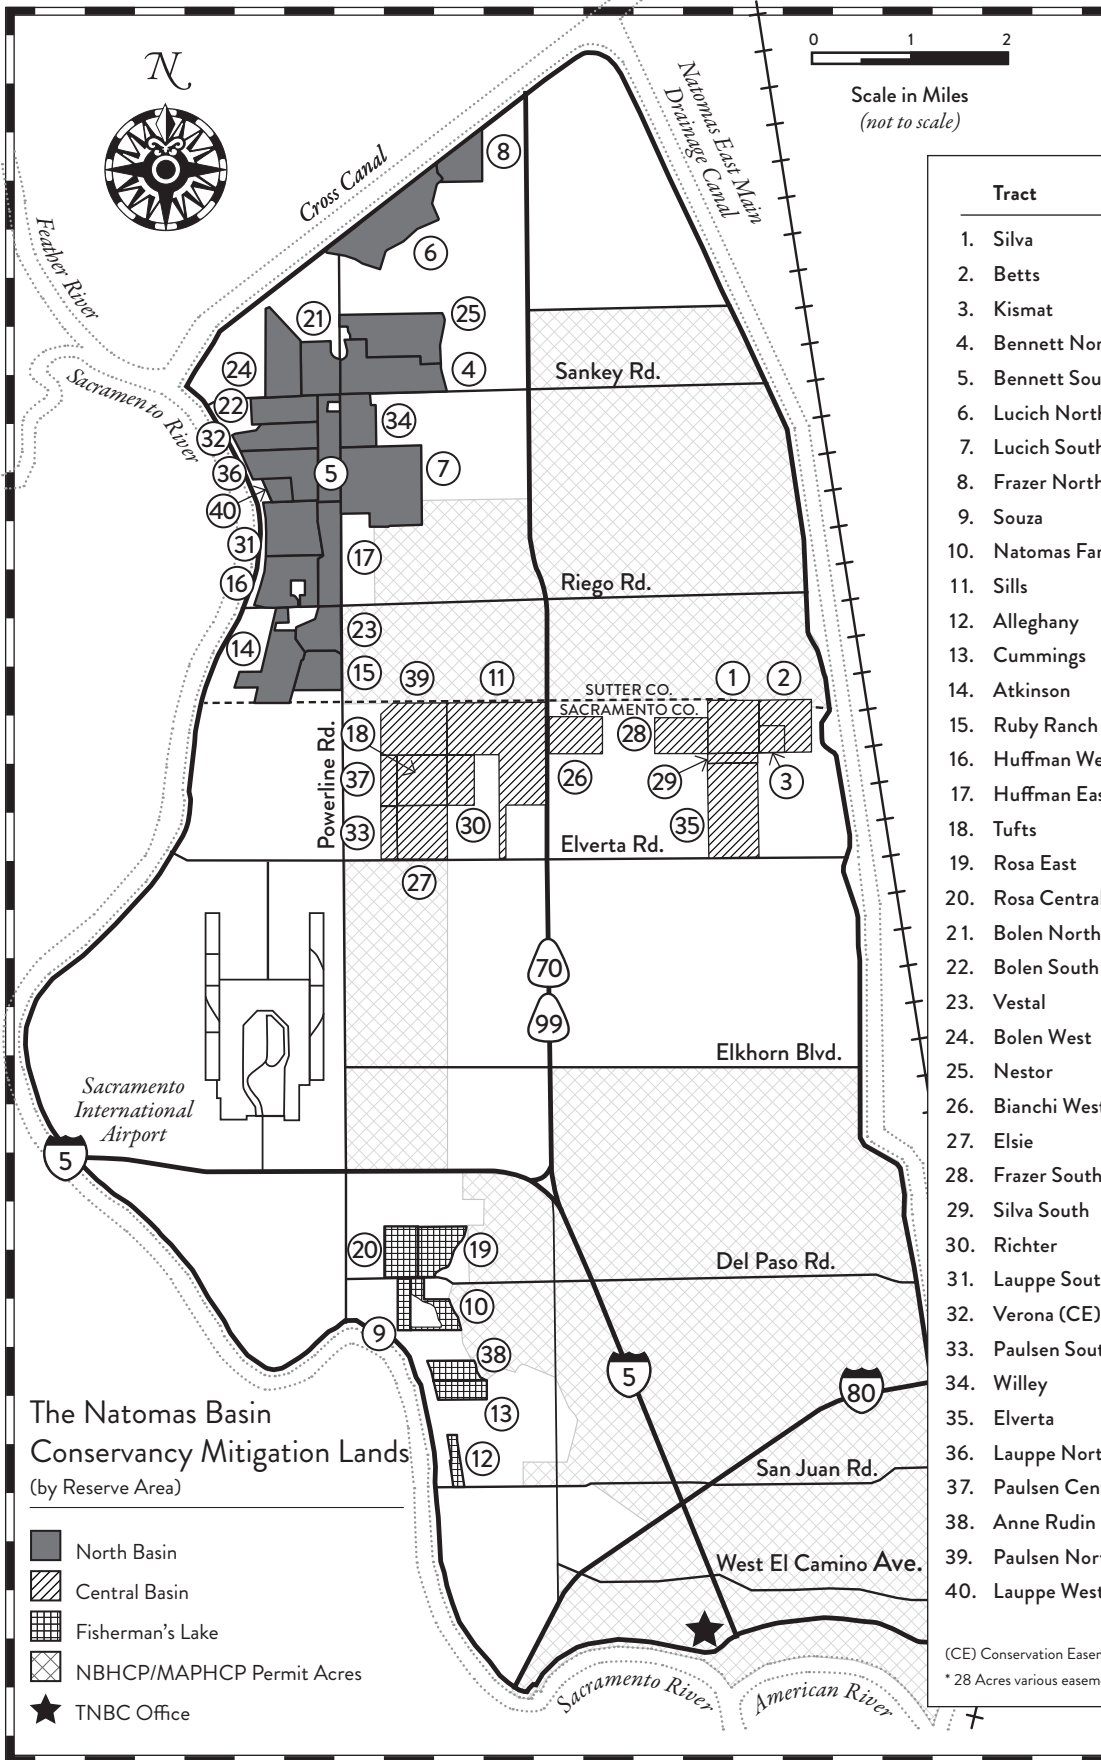 N
0 1 2
Scale in Miles
(not to scale)
Natomas East Main
Drainage Canal
Cross Canal
Feather River
Sacramento River
8
6
21
25
24
4
Sankey Rd.
22
34
32
36
5
7
40
31
17
16
Riego Rd.
23
14
15
39
11
1
2
SUTTER CO.
SACRAMENTO CO.
18
28
Powerline Rd.
37
26
29
3
33
30
35
Elverta Rd.
27
70
99
Elkhorn Blvd.
Sacramento
International
Airport
5
20
19
Del Paso Rd.
10
9
38
5
80
13
12
San Juan Rd.
West El Camino Ave.
Sacramento River
American River
The Natomas Basin
Conservancy Mitigation Lands
(by Reserve Area)
North Basin
Central Basin
Fisherman's Lake
NBHCP/MAPHCP Permit Acres
TNBC Office
Tract
1. Silva
2. Betts
3. Kismat
4. Bennett Nor
5. Bennett Sou
6. Lucich North
7. Lucich South
8. Frazer North
9. Souza
10. Natomas Far
11. Sills
12. Alleghany
13. Cummings
14. Atkinson
15. Ruby Ranch
16. Huffman We
17. Huffman Eas
18. Tufts
19. Rosa East
20. Rosa Central
21. Bolen North
22. Bolen South
23. Vestal
24. Bolen West
25. Nestor
26. Bianchi West
27. Elsie
28. Frazer South
29. Silva South
30. Richter
31. Lauppe Sout
32. Verona (CE)
33. Paulsen Sout
34. Willey
35. Elverta
36. Lauppe Nort
37. Paulsen Cen
38. Anne Rudin
39. Paulsen Nort
40. Lauppe West
(CE) Conservation Easem
* 28 Acres various easem